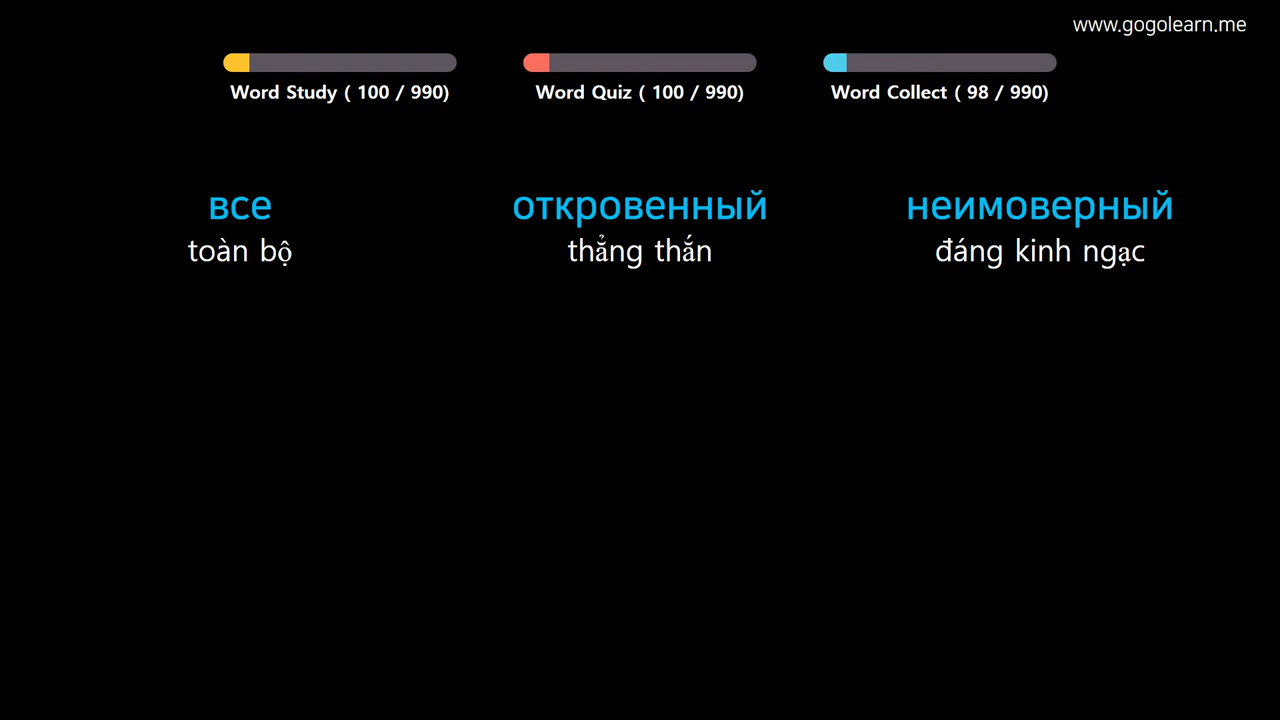 www.gogolearn.me
Word Study ( 100 / 990)
Word Quiz ( 100 / 990)
Word Collect ( 98 / 990)
все
toàn bộ
откровенный
thẳng thắn
неимоверный
đáng kinh ngạc